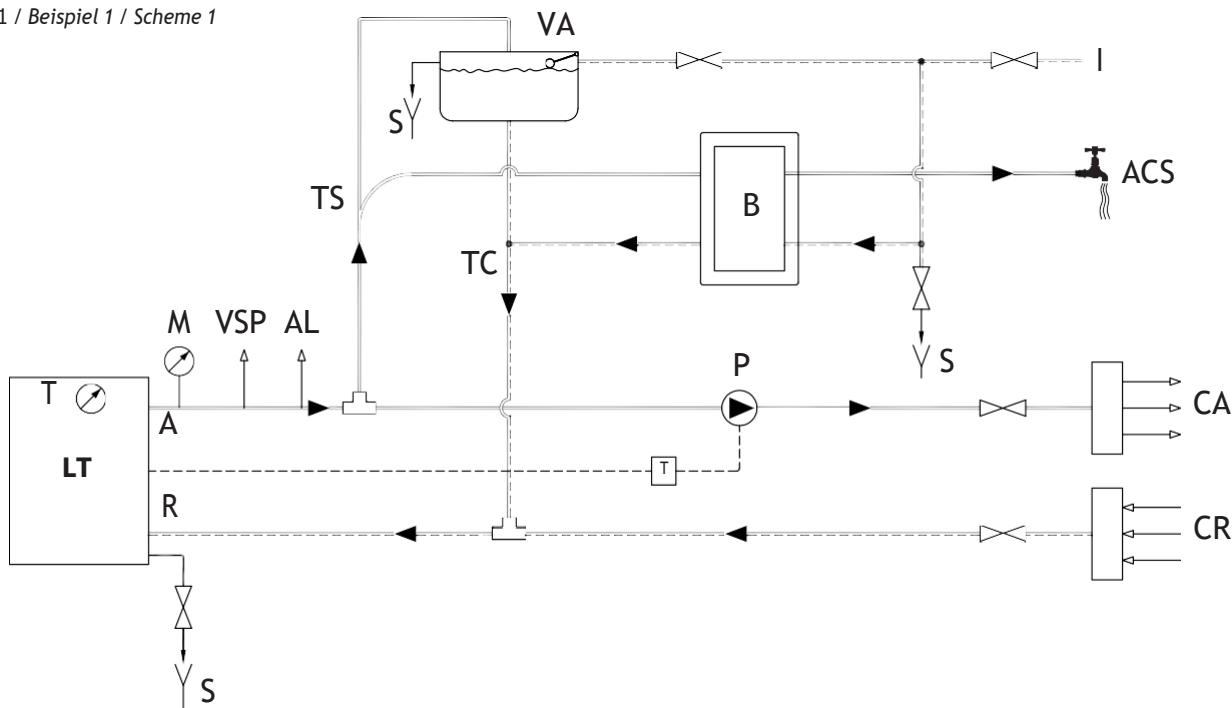 1 / Beispiel 1 / Scheme 1
VA
I
S
ACS
TS
B
TC
M VSP AL
P
S
T
A
CA
LT
T
R
CR
S